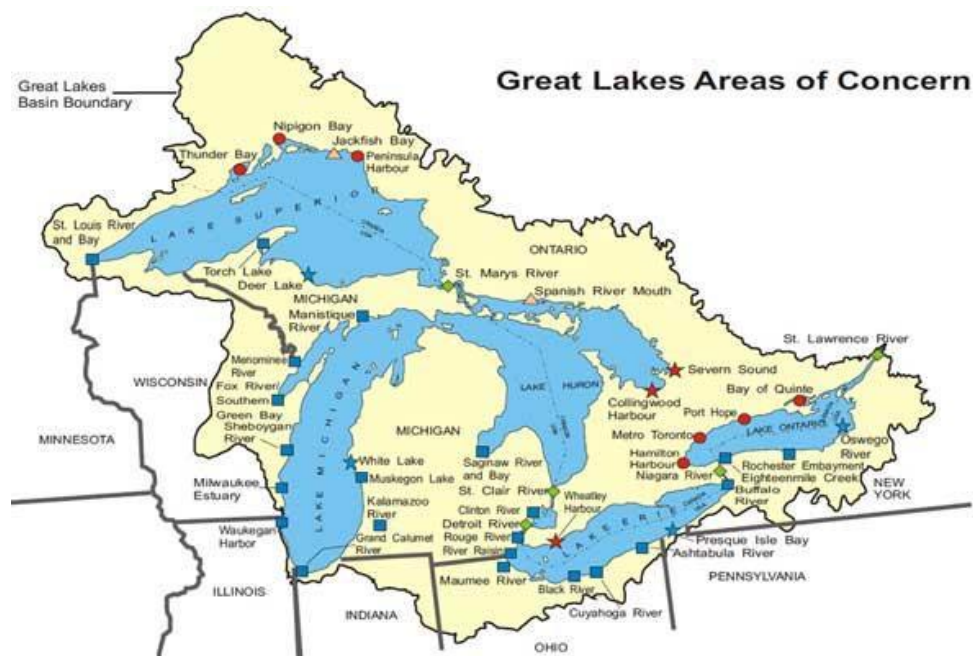 Great Lakes
Basin Boundary
Great Lakes Areas of Concern
Nipigon Bay
Jackfish Bay
Thunder Bay
Peninsula
Harbour
LAKE SUPERIOR
St. Louis River
and Bay
ONTARIO
Torch Lake
Deer Lake
St. Marys River
MICHIGAN
Spanish River Mouth
Manistique
River
St. Lawrence River
Menominee
River
Severn Sound
WISCONSIN
Fox River/
Southern
Green Bay
LAKE HURON
Bay of Quinte
Collingwood
Harbour
Port Hope
MINNESOTA
Sheboygan
River
LAKE MICHIGAN
MICHIGAN
Metro Toronto
LAKE ONTARIO
Oswego
River
Hamilton
Harbour
White Lake
Saginaw River
and Bay
Rochester Embayment
Muskegon Lake
Niagara River
Eighteenmile Creek
Milwaukee
Estuary
St. Clair River
Wheatley
Harbour
Buffalo
River
NEW
YORK
Kalamazoo
River
Clinton River
Waukegan
Harbor
Detroit River
LAKE ERIE
Grand Calumet
River
Rouge River
River Raisin
Presque Isle Bay
Ashtabula River
Maumee River
Black River
PENNSYLVANIA
ILLINOIS
Cuyahoga River
INDIANA
OHIO